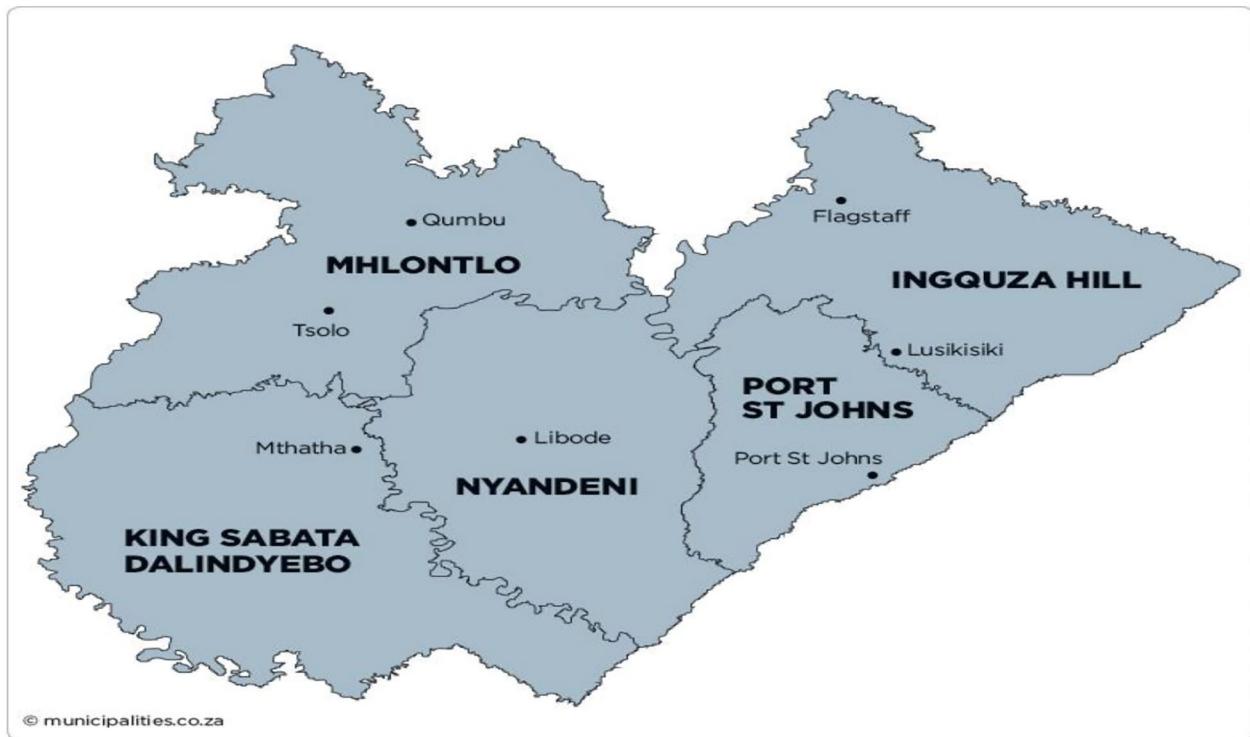 Qumbu
Flagstaff
MHLONTLO
INGQUZA HILL
Tsolo
Lusikisiki
PORT
ST JOHNS
Mthatha
Libode
Port St Johns
NYANDENI
KING SABATA
DALINDYEBO
© municipalities.co.za